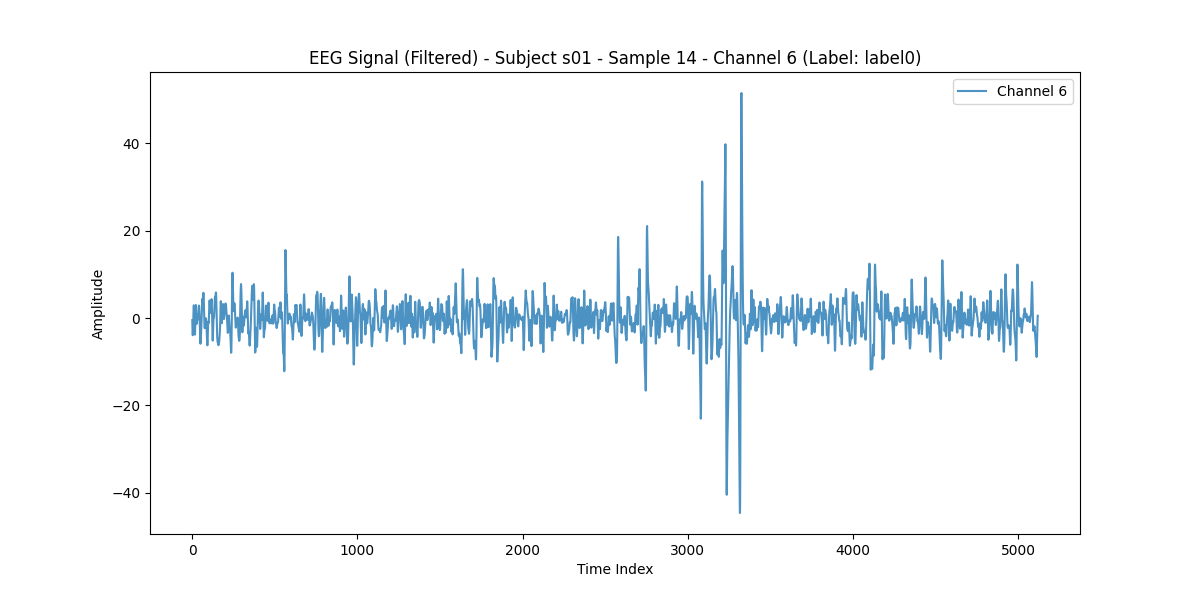 EEG Signal (Filtered) - Subject s01 - Sample 14 - Channel 6 (Label: label0)
Channel 6
Amplitude
40
20
0
−20
−40
0 1000 2000 3000 4000 5000
Time Index